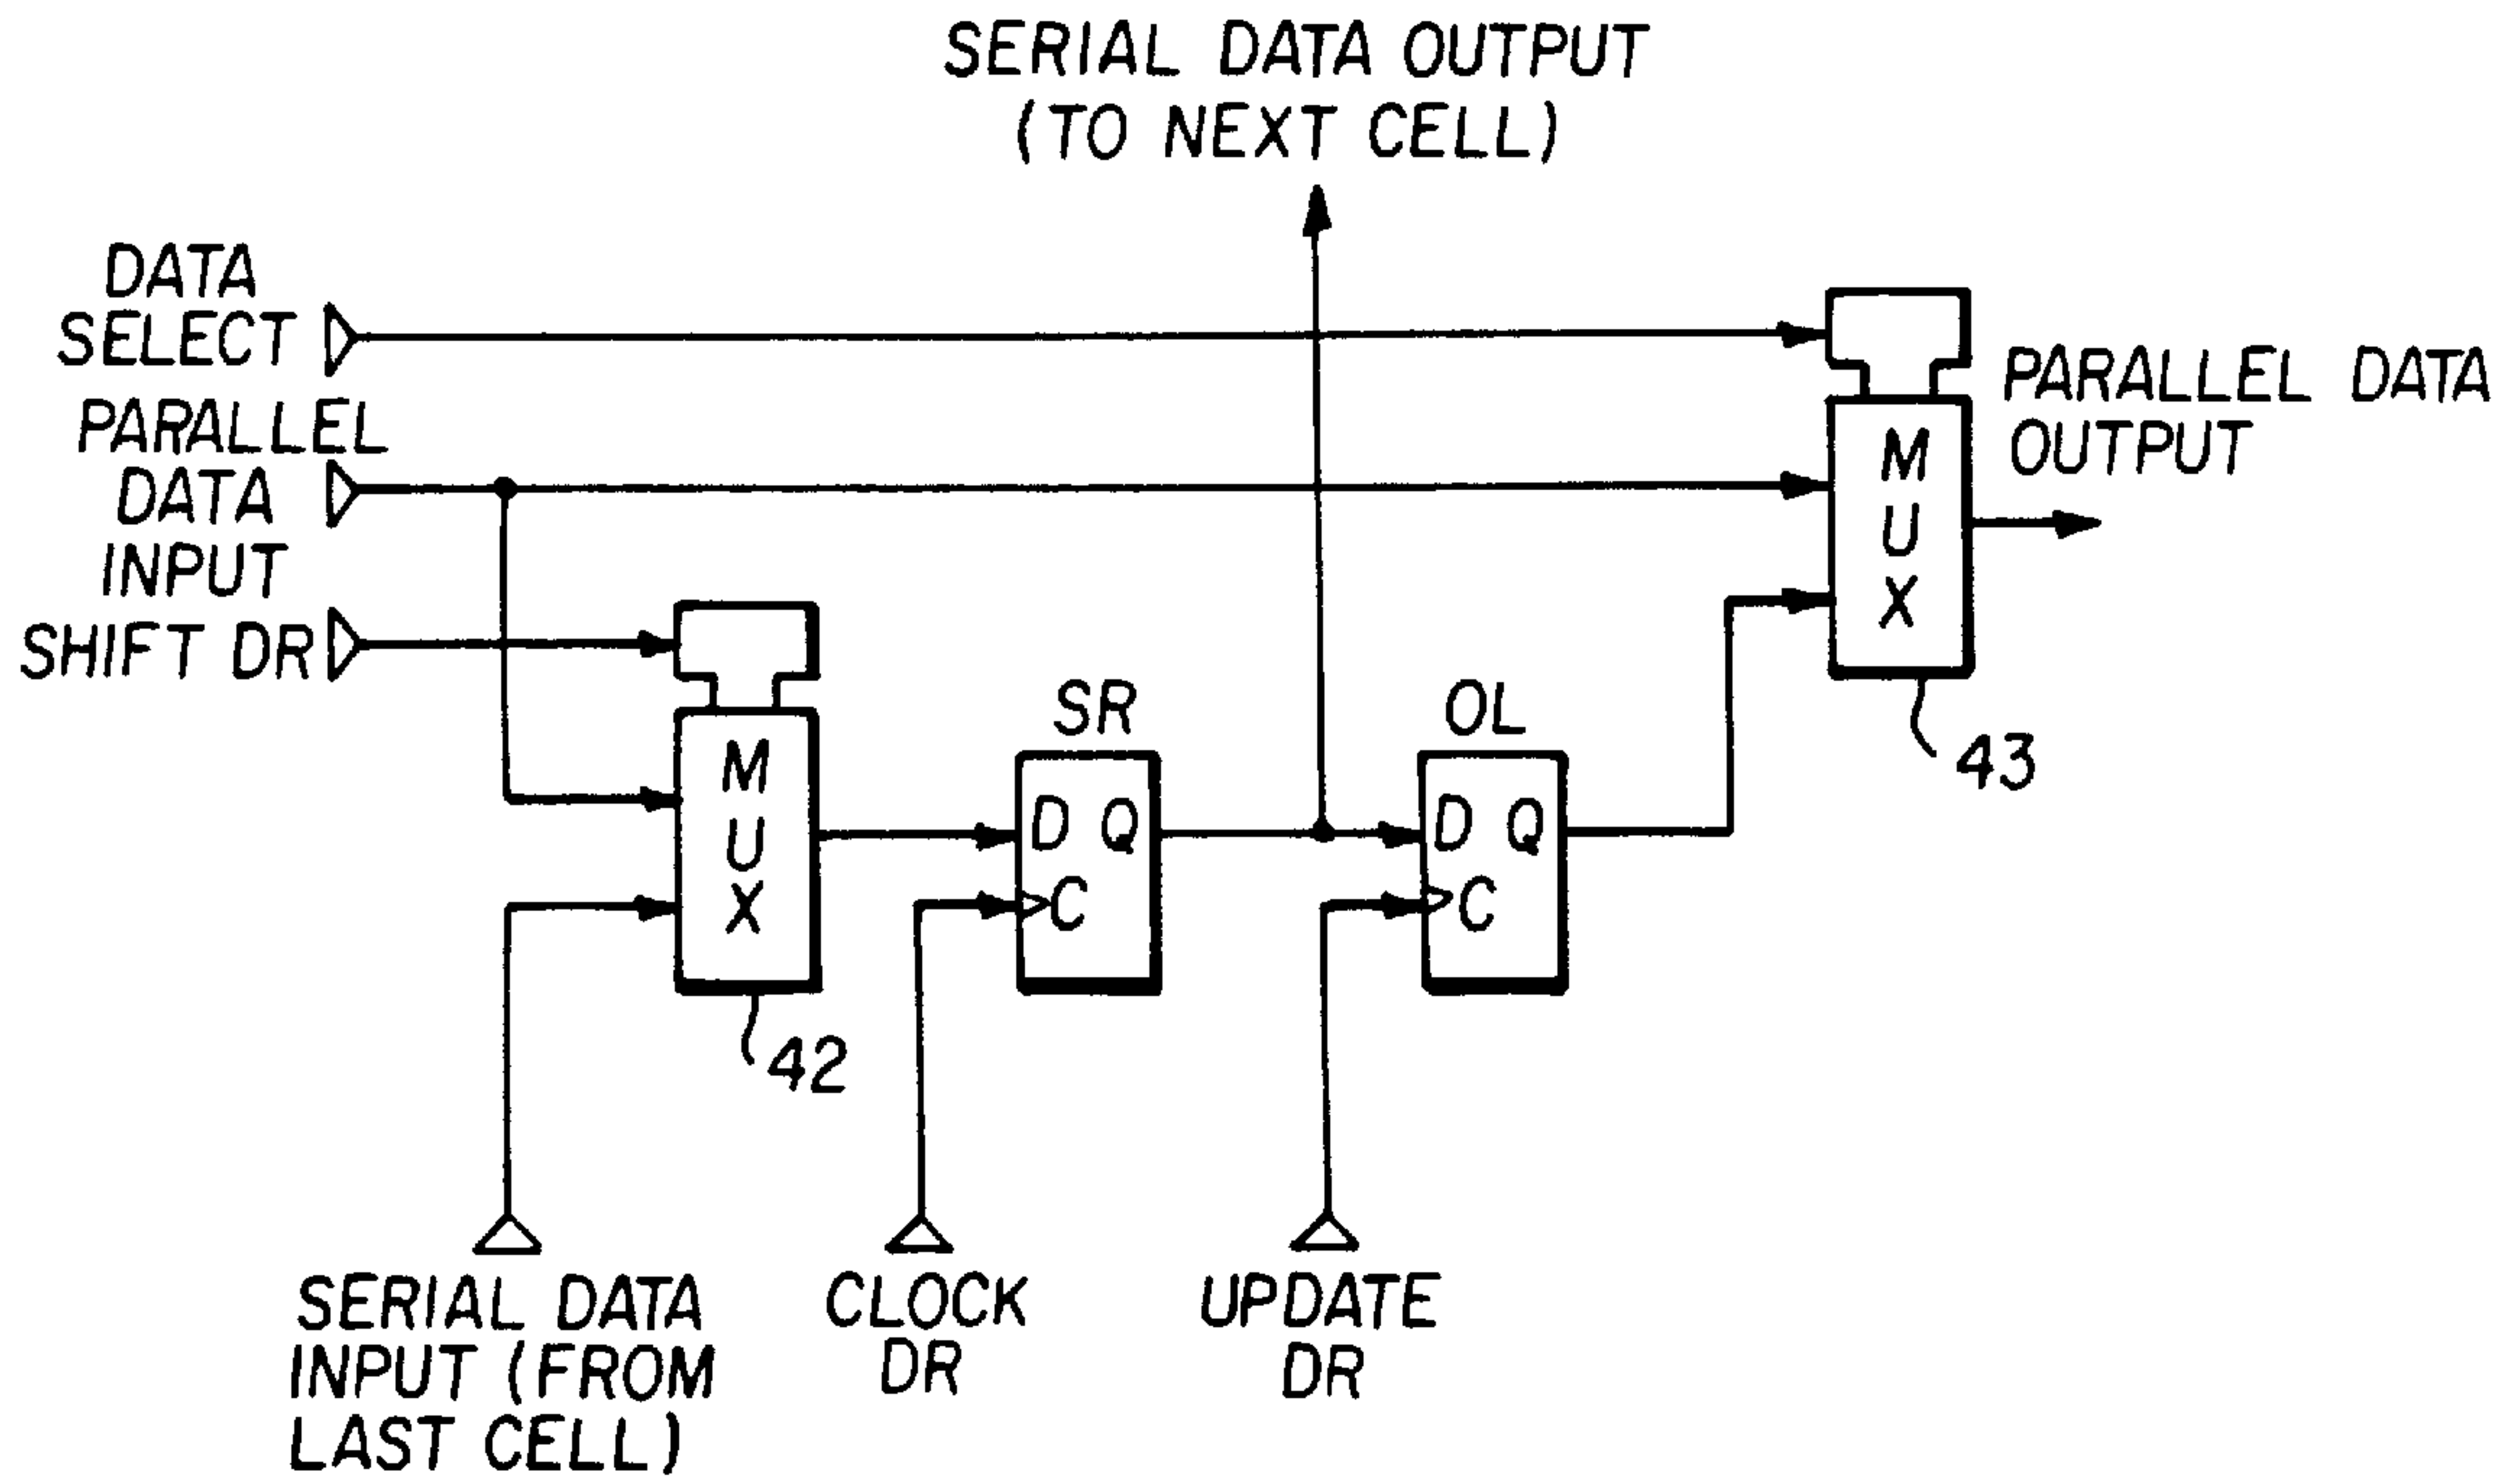 SERIAL DATA OUTPUT
(TO NEXT CELL)
DATA
SELECT
PARALLEL
DATA
INPUT
SHIFT DR
PARALLEL DATA
OUTPUT
M
U
X
43
M
U
X
42
SR
D Q
C
OL
D Q
C
SERIAL DATA
INPUT (FROM
LAST CELL)
CLOCK
DR
UPDATE
DR